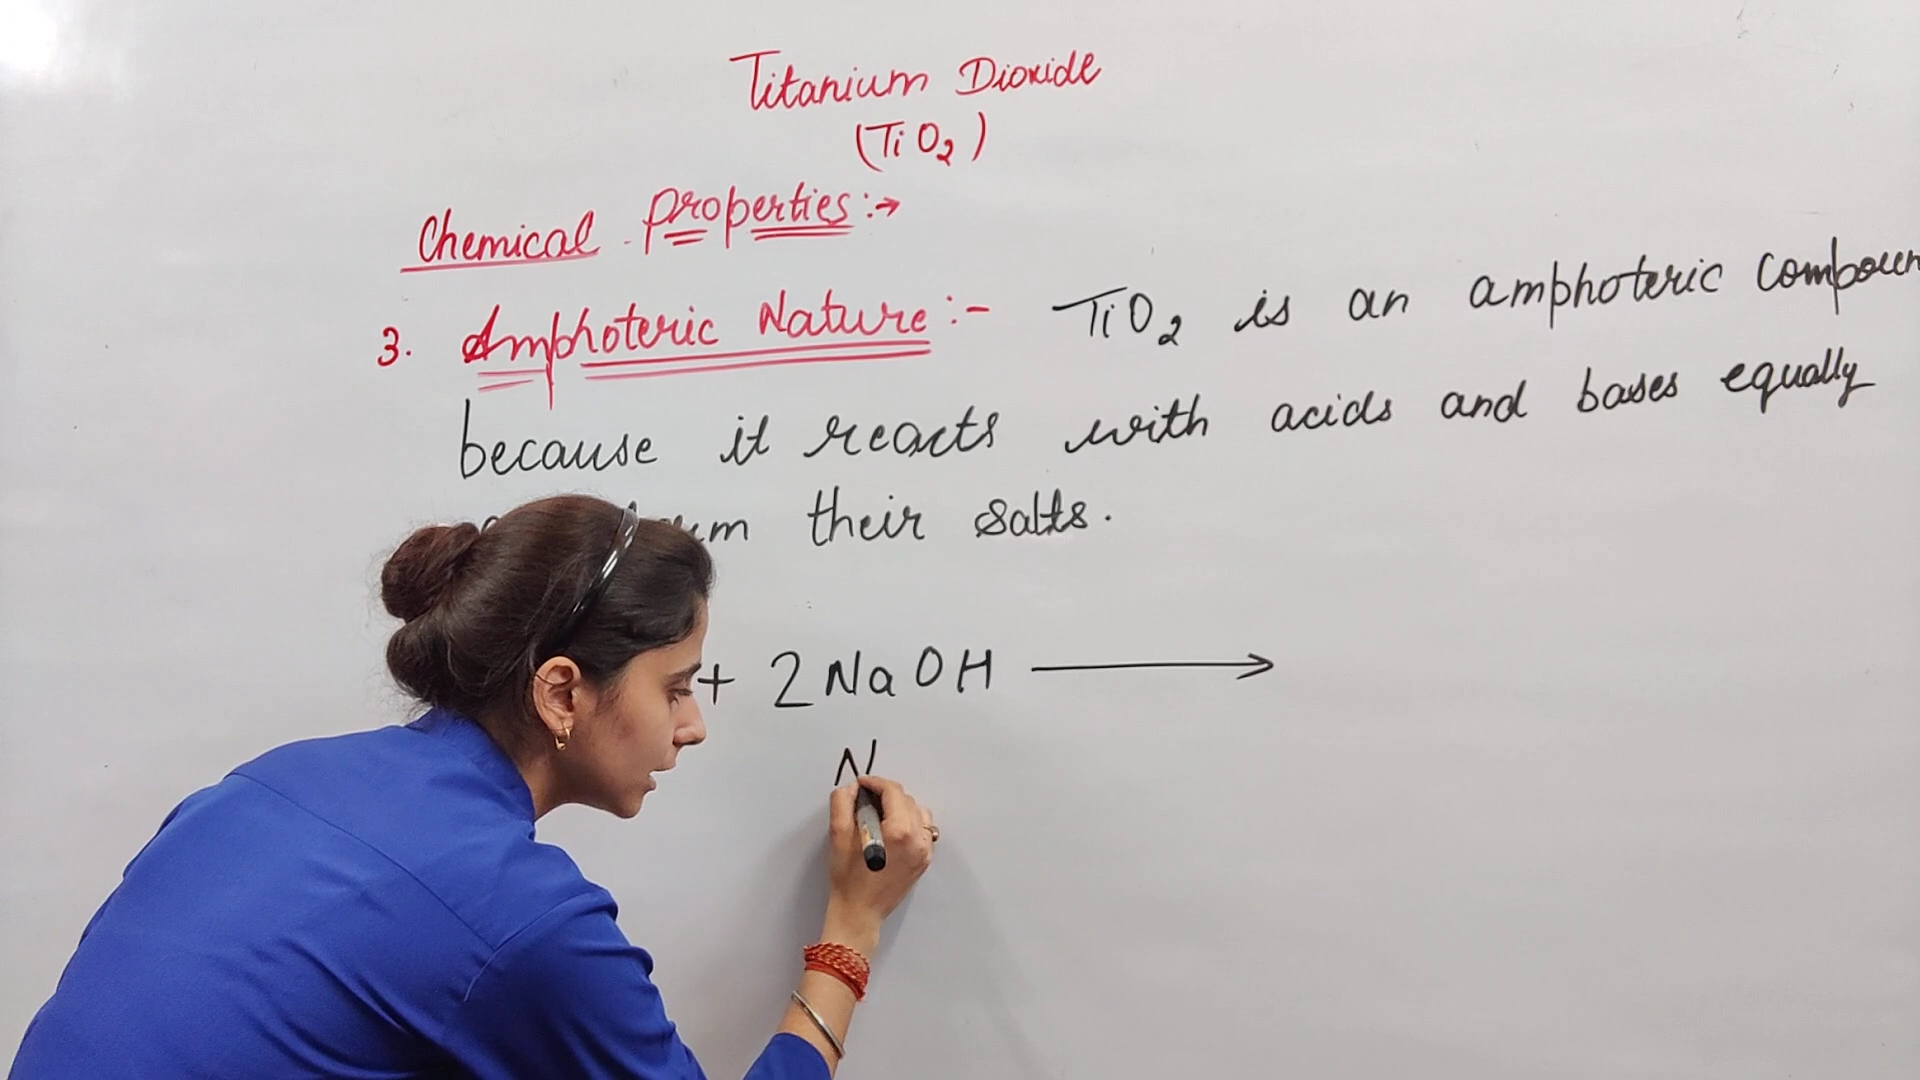 Titanium Dioxide
(TiO₂)
Chemical Properties:→
3. Amphoteric Nature:- TiO₂ is an amphoteric compoun
because it reacts with acids and bases equally
their salts.
+ 2NaOH ⟶
N